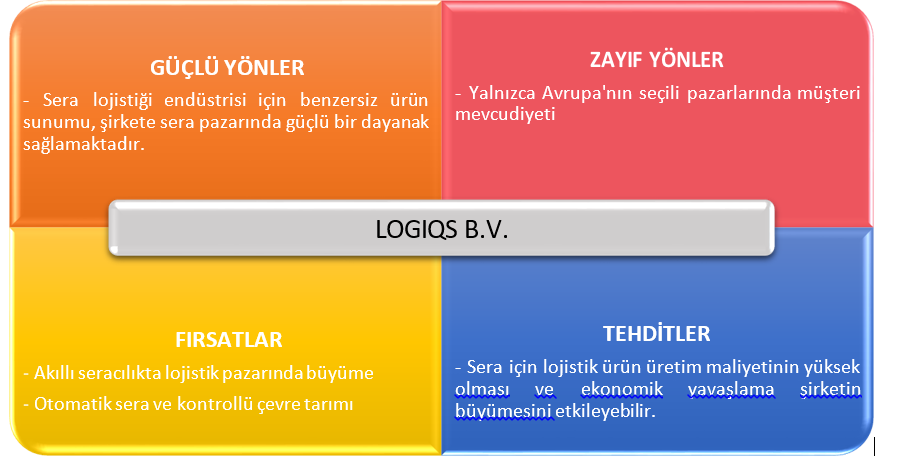 GÜÇLÜ YÖNLER
- Sera lojistiği endüstrisi için benzersiz ürün
sunumu, şirkete sera pazarında güçlü bir dayanak
sağlamaktadır.
ZAYIF YÖNLER
- Yalnızca Avrupa'nın seçili pazarlarında müşteri
mevcudiyeti
LOGIQS B.V.
FIRSATLAR
- Akıllı seracılıkta lojistik pazarında büyüme
- Otomatik sera ve kontrollü çevre tarımı
TEHDİTLER
- Sera için lojistik ürün üretim maliyetinin yüksek
olması ve ekonomik yavaşlama şirketin
büyümesini etkileyebilir.